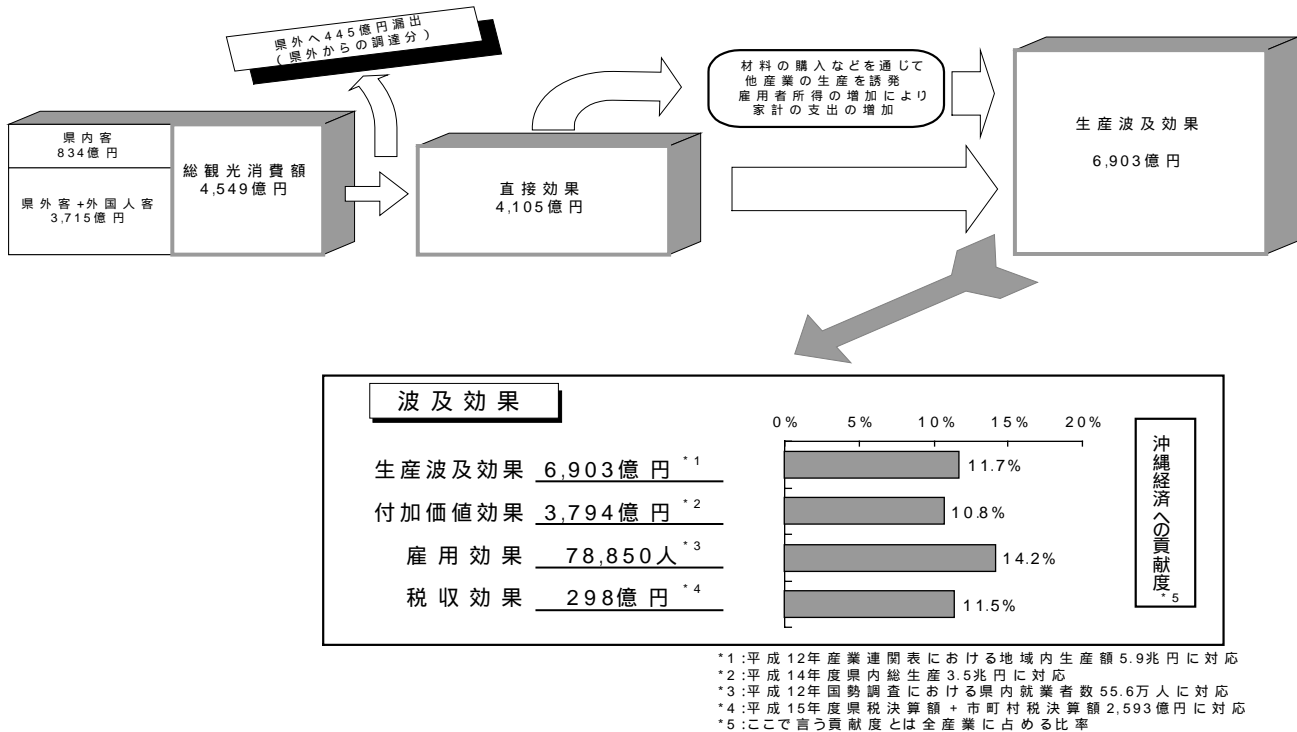 県外へ445億円漏出
(県外からの調達分)
材料の購入などを通じて
他産業の生産を誘発
雇用者所得の増加により
家計の支出の増加
県内客
834億円
県外客+外国人客
3,715億円
総観光消費額
4,549億円
直接効果
4,105億円
生産波及効果
6,903億円
波及効果
0% 5% 10% 15% 20%
生産波及効果 6,903億円 *1 11.7%
付加価値効果 3,794億円 *2 10.8%
雇用効果 78,850人 *3 14.2%
税収効果 298億円 *4 11.5%
沖縄経済への貢献度 *5
*1:平成12年産業連関表における地域内生産額5.9兆円に対応
*2:平成14年度県内総生産3.5兆円に対応
*3:平成12年国勢調査における県内就業者数55.6万人に対応
*4:平成15年度県税決算額+市町村税決算額2,593億円に対応
*5:ここで言う貢献度とは全産業に占める比率